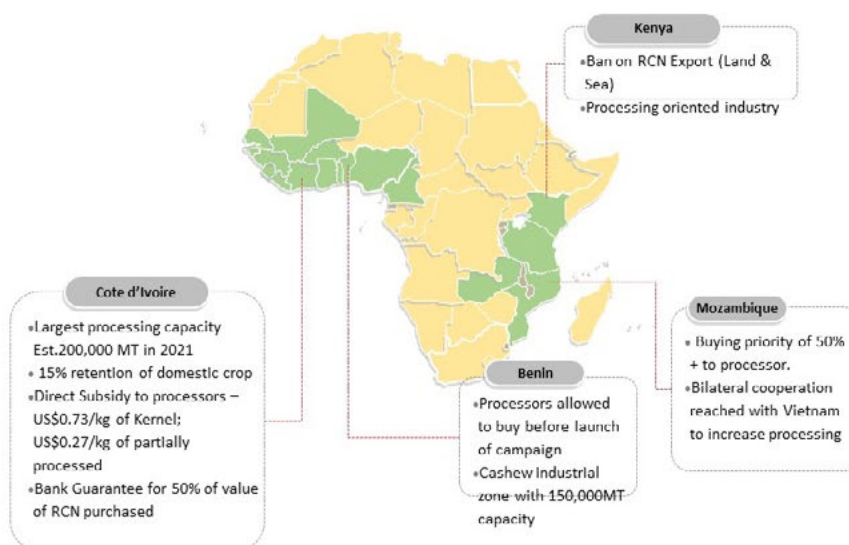 Kenya
•Ban on RCN Export (Land &
Sea)
•Processing oriented industry
Cote d'Ivoire
•Largest processing capacity
Est.200,000 MT in 2021
• 15% retention of domestic crop
•Direct Subsidy to processors –
US$0.73/kg of Kernel;
US$0.27/kg of partially
processed
•Bank Guarantee for 50% of value
of RCN purchased
Benin
•Processors allowed
to buy before launch
of campaign
•Cashew Industrial
zone with 150,000MT
capacity
Mozambique
• Buying priority of 50%
+ to processor.
•Bilateral cooperation
reached with Vietnam
to increase processing